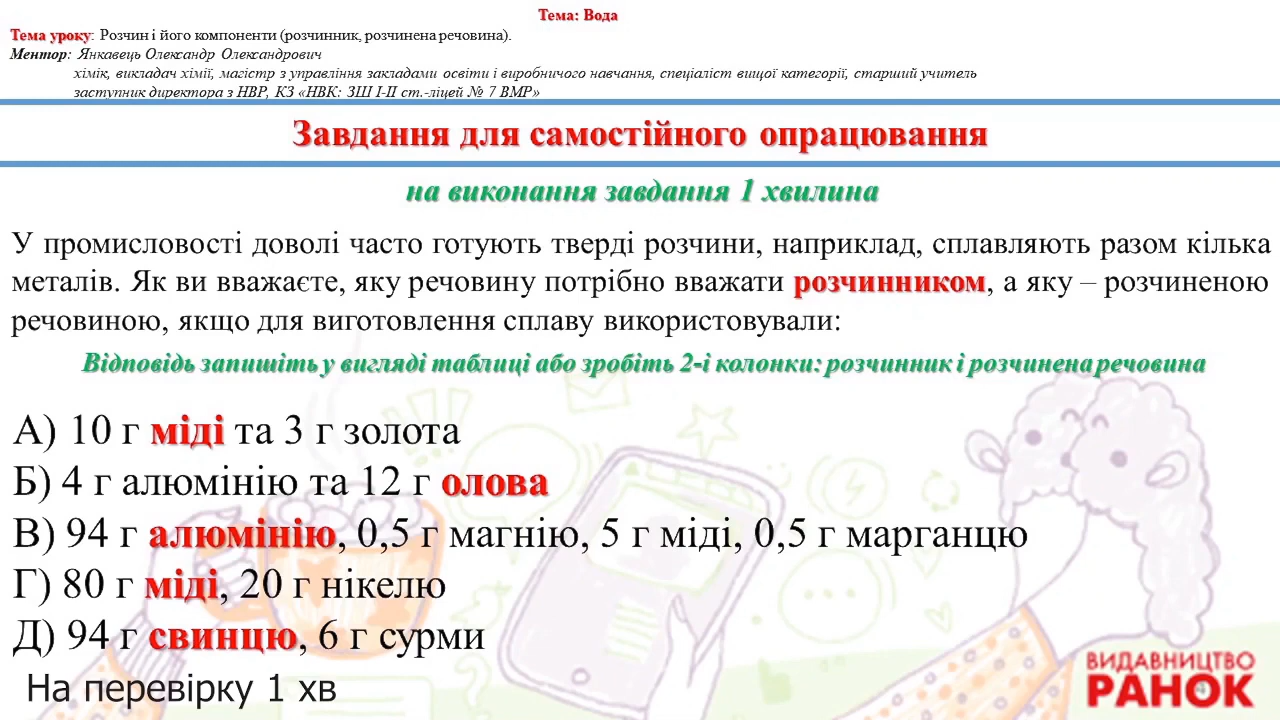 Тема: Вода
Тема уроку: Розчин і його компоненти (розчинник, розчинена речовина).
Ментор: Янкавець Олександр Олександрович
хімік, викладач хімії, магістр з управління закладами освіти і виробничого навчання, спеціаліст вищої категорії, старший учитель
заступник директора з НВР, КЗ «НВК: ЗШ І-ІІ ст.-ліцей № 7 ВМР»
Завдання для самостійного опрацювання
на виконання завдання 1 хвилина
У промисловості доволі часто готують тверді розчини, наприклад, сплавляють разом кілька
металів. Як ви вважаєте, яку речовину потрібно вважати розчинником, а яку – розчиненою
речовиною, якщо для виготовлення сплаву використовували:
Відповідь запишіть у вигляді таблиці або зробіть 2-і колонки: розчинник і розчинена речовина
А) 10 г міді та 3 г золота
Б) 4 г алюмінію та 12 г олова
В) 94 г алюмінію, 0,5 г магнію, 5 г міді, 0,5 г марганцю
Г) 80 г міді, 20 г нікелю
Д) 94 г свинцю, 6 г сурми
На перевірку 1 хв
ВИДАВНИЦТВО
РАНОК